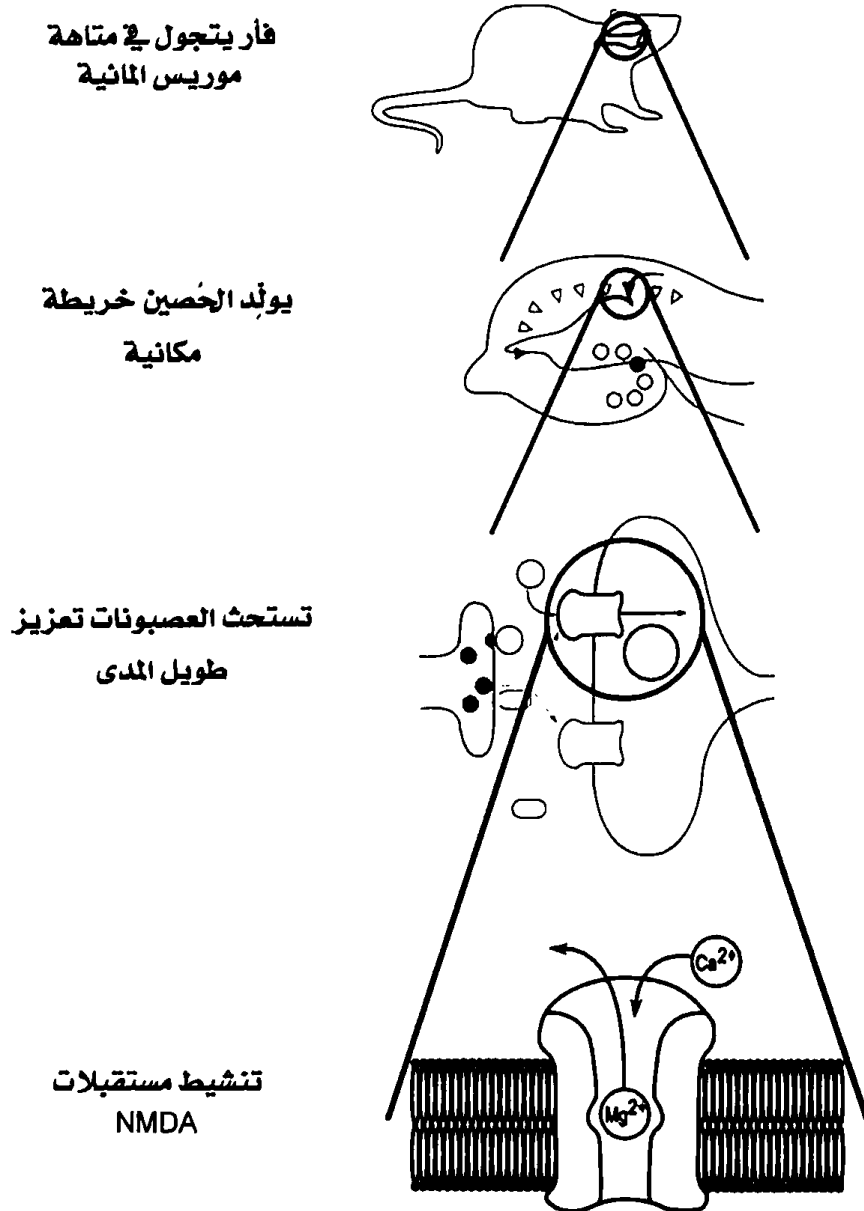 فأر يتجول في متاهة
موريس المائية
يولّد الحُصين خريطة
مكانية
تستحث العصبونات تعزيز
طويل المدى
Ca2+
تنشيط مستقبلات
NMDA
Mg2+